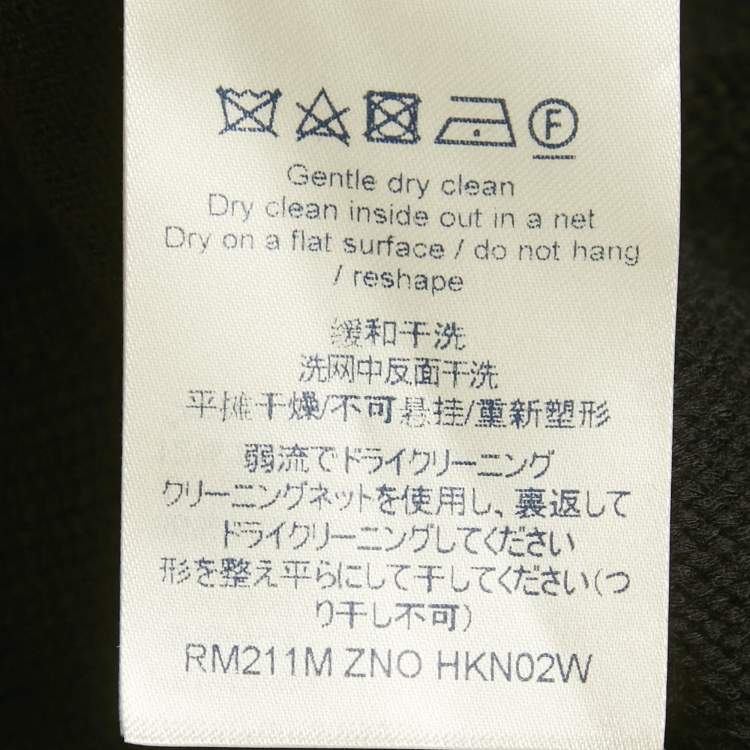 F
Gentle dry clean
Dry clean inside out in a net
Dry on a flat surface / do not hang
/ reshape
缓和干洗
洗网中反面干洗
平摊干燥/不可悬挂/重新塑形
弱流でドライクリーニング
クリーニングネットを使用し、裏返して
ドライクリーニングしてください
形を整え平らにして干してください(つ
り干し不可)
RM211M ZNO HKN02W